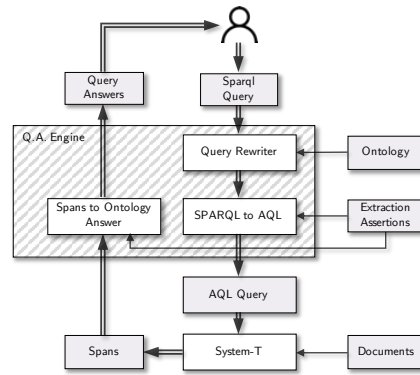 Query
Answers
Sparql
Query
Q.A. Engine
Query Rewriter
Ontology
Spans to Ontology
Answer
SPARQL to AQL
Extraction
Assertions
AQL Query
Spans
System-T
Documents